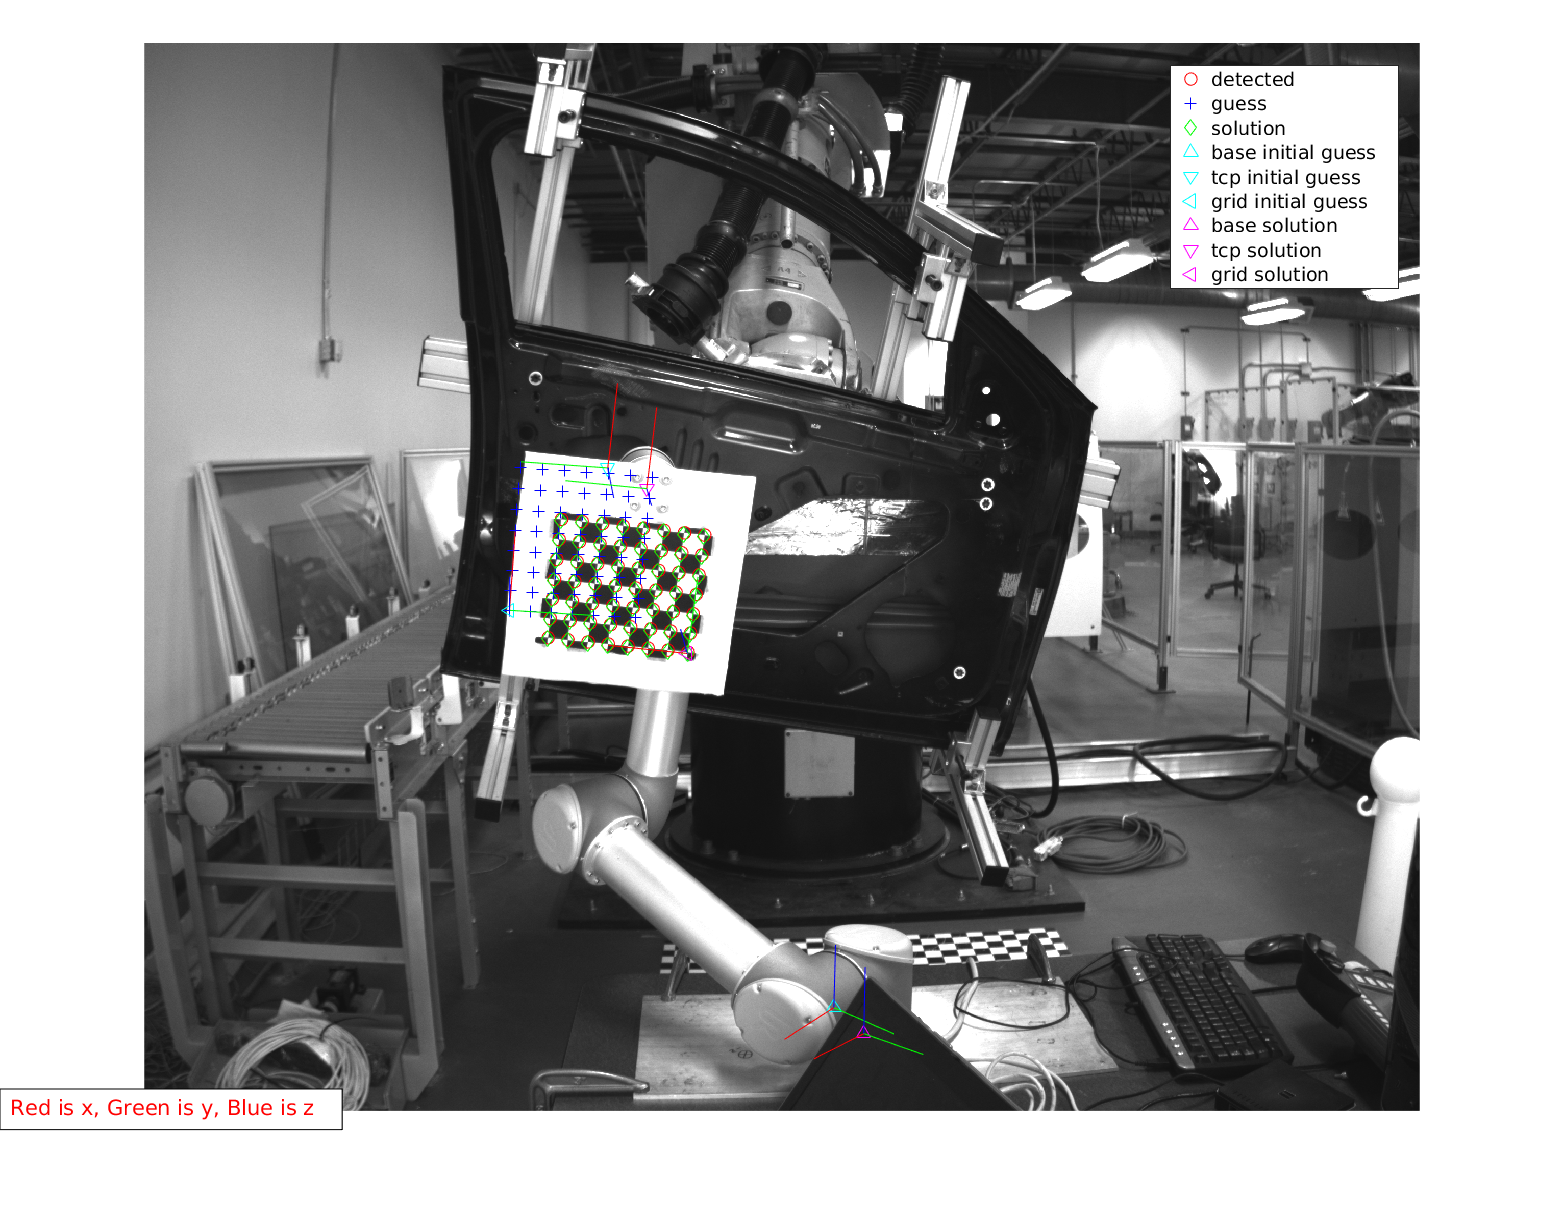 detected
guess
solution
base initial guess
tcp initial guess
grid initial guess
base solution
tcp solution
grid solution
Red is x, Green is y, Blue is z